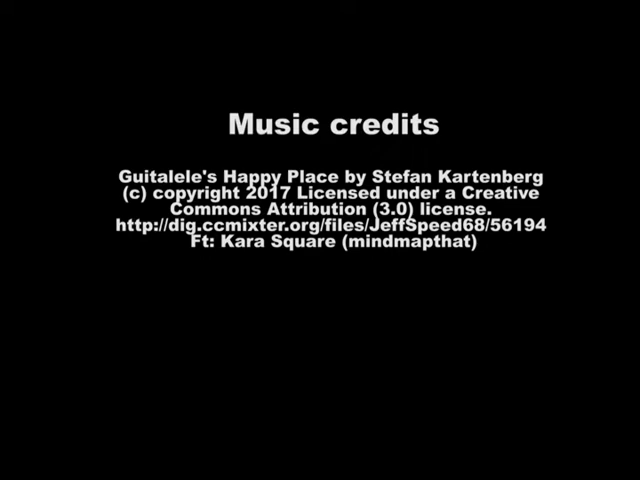 Music credits
Guitalele's Happy Place by Stefan Kartenberg
(c) copyright 2017 Licensed under a Creative
Commons Attribution (3.0) license.
http://dig.ccmixter.org/files/JeffSpeed68/56194
Ft: Kara Square (mindmapthat)